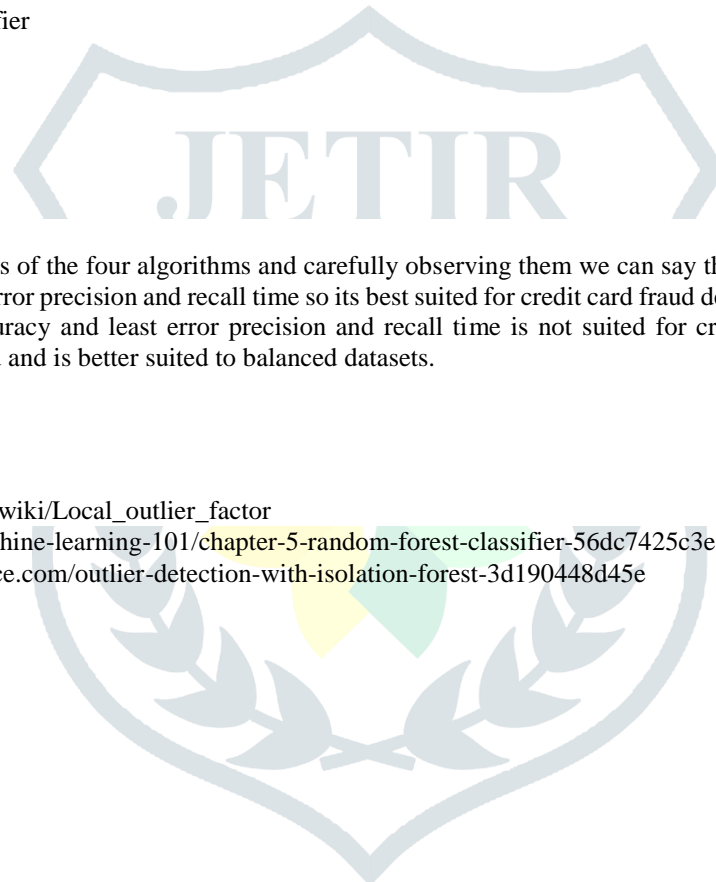 fier
JETIR
s of the four algorithms and carefully observing them we can say th
rror precision and recall time so its best suited for credit card fraud de
uracy and least error precision and recall time is not suited for cr
and is better suited to balanced datasets.
wiki/Local_outlier_factor
hine-learning-101/chapter-5-random-forest-classifier-56dc7425c3e
ce.com/outlier-detection-with-isolation-forest-3d190448d45e